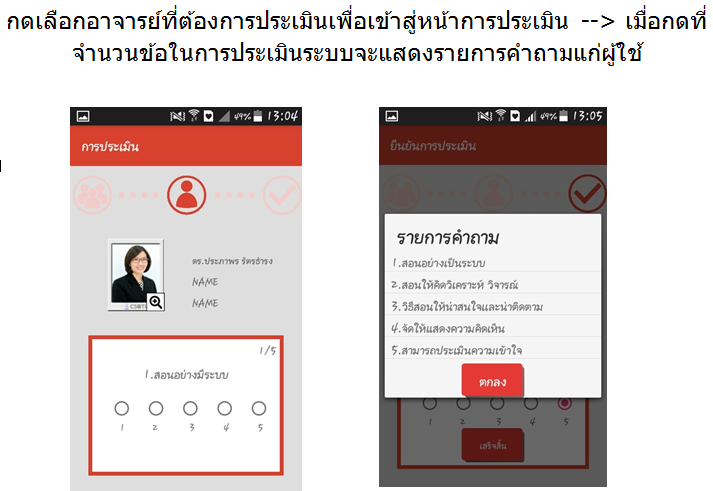 กดเลือกอาจารย์ที่ต้องการประเมินเพื่อเข้าสู่หน้าการประเมิน --> เมื่อกดที่
จำนวนข้อในการประเมินระบบจะแสดงรายการคำถามแก่ผู้ใช้
49% 13:04
การประเมิน
ดร.ประภาพร รัตธำรง
NAME
NAME
1/5
1.สอนอย่างมีระบบ
1 2 3 4 5
49% 13:05
ยืนยันการประเมิน
รายการคำถาม
1.สอนอย่างเป็นระบบ
2.สอนให้คิดวิเคราะห์ วิจารณ์
3.วิธีสอนให้น่าสนใจและน่าติดตาม
4.จัดให้แสดงความคิดเห็น
5.สามารถประเมินความเข้าใจ
ตกลง
1 2 3 4 5
เสร็จสิ้น